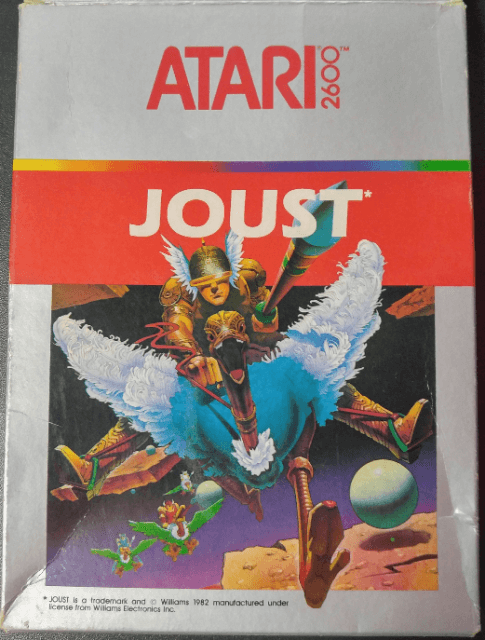 ATARI® 2600™
JOUST*
* JOUST is a trademark and © Williams 1982 manufactured under
license from Williams Electronics Inc.